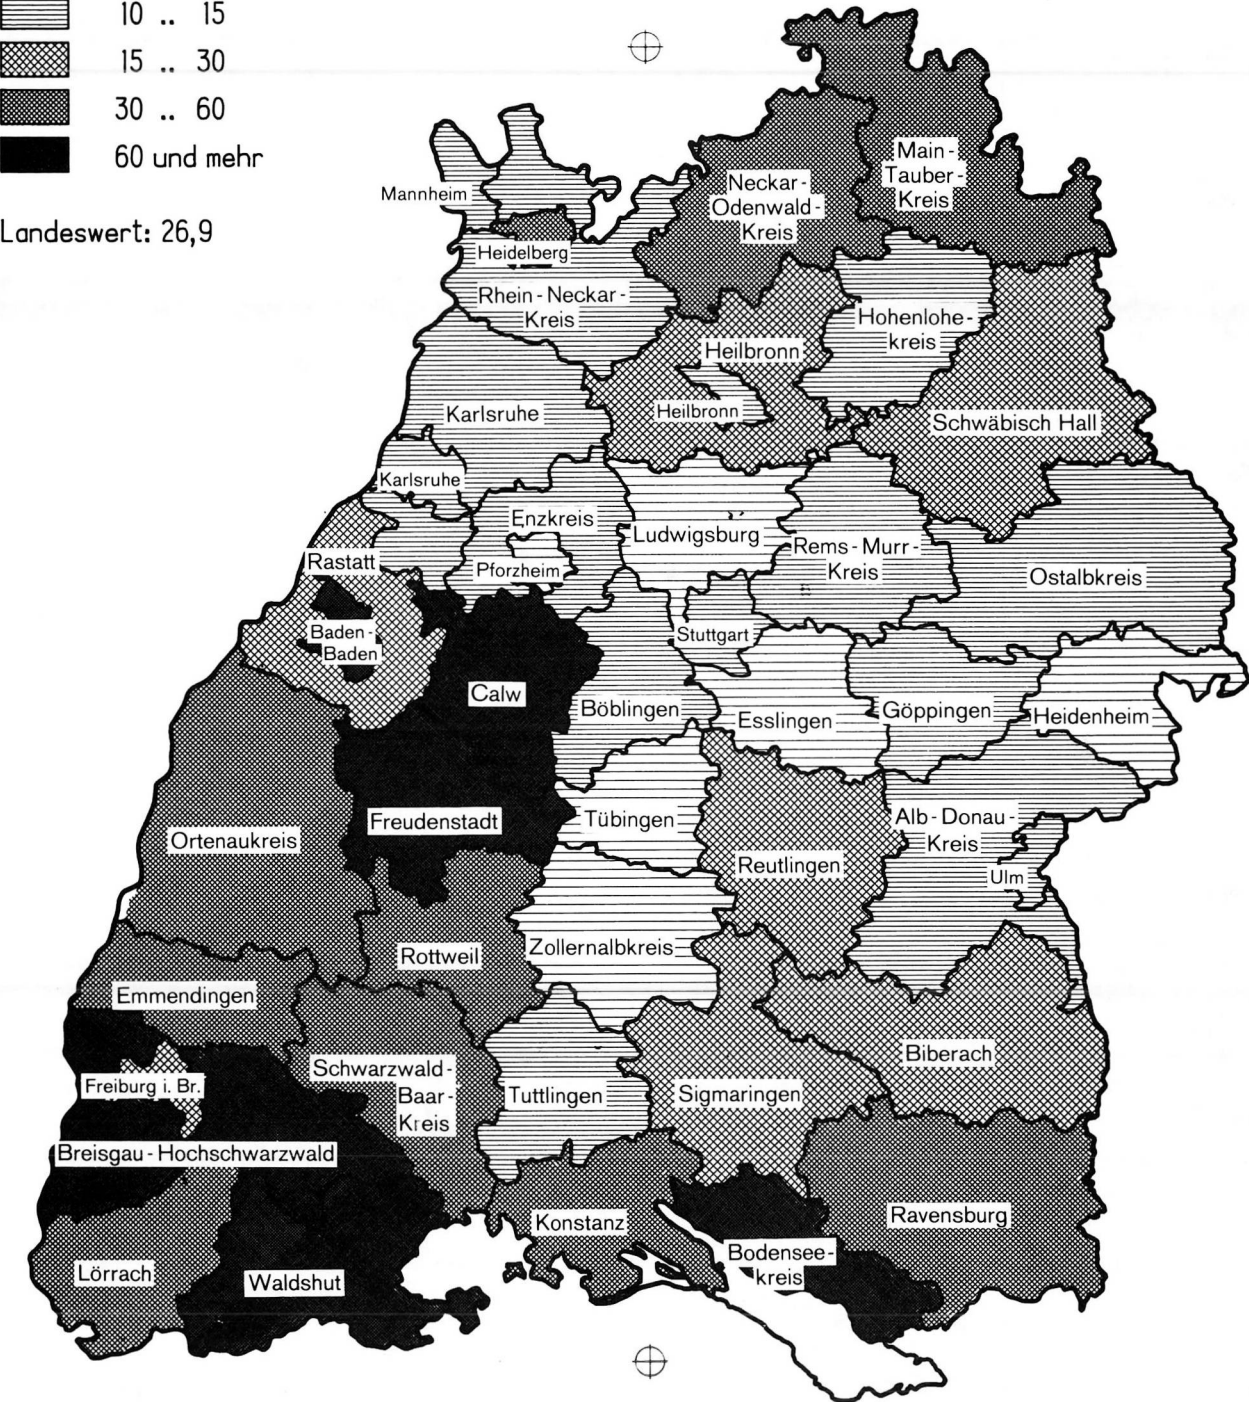 10 .. 15
15 .. 30
30 .. 60
60 und mehr
Landeswert: 26,9
Main-
Tauber-
Kreis
Neckar-
Odenwald-
Kreis
Mannheim
Heidelberg
Rhein-Neckar-
Kreis
Hohenlohe-
kreis
Heilbronn
Heilbronn
Karlsruhe
Schwäbisch Hall
Karlsruhe
Enzkreis
Ludwigsburg
Rems-Murr-
Kreis
Rastatt
Pforzheim
Ostalbkreis
Baden-
Baden
Stuttgart
Calw
Böblingen
Esslingen
Göppingen
Heidenheim
Freudenstadt
Tübingen
Alb-Donau-
Kreis
Ortenaukreis
Reutlingen
Ulm
Rottweil
Zollernalbkreis
Emmendingen
Biberach
Schwarzwald-
Baar-
Kreis
Freiburg i. Br.
Tuttlingen
Sigmaringen
Breisgau-Hochschwarzwald
Konstanz
Ravensburg
Bodensee-
kreis
Lörrach
Waldshut